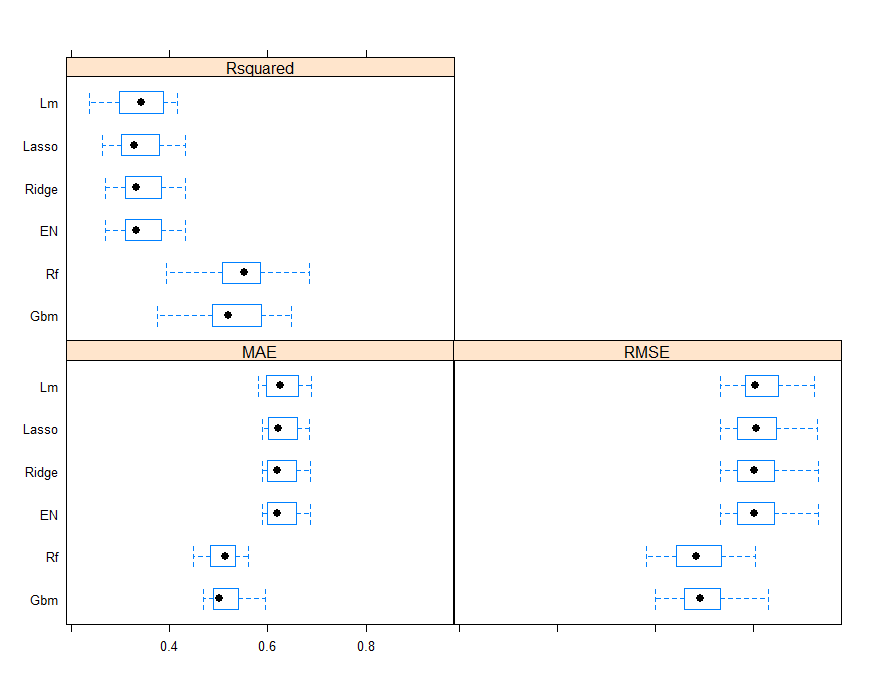 Rsquared
Lm
Lasso
Ridge
EN
Rf
Gbm
MAE
RMSE
Lm
Lasso
Ridge
EN
Rf
Gbm
0.4 0.6 0.8